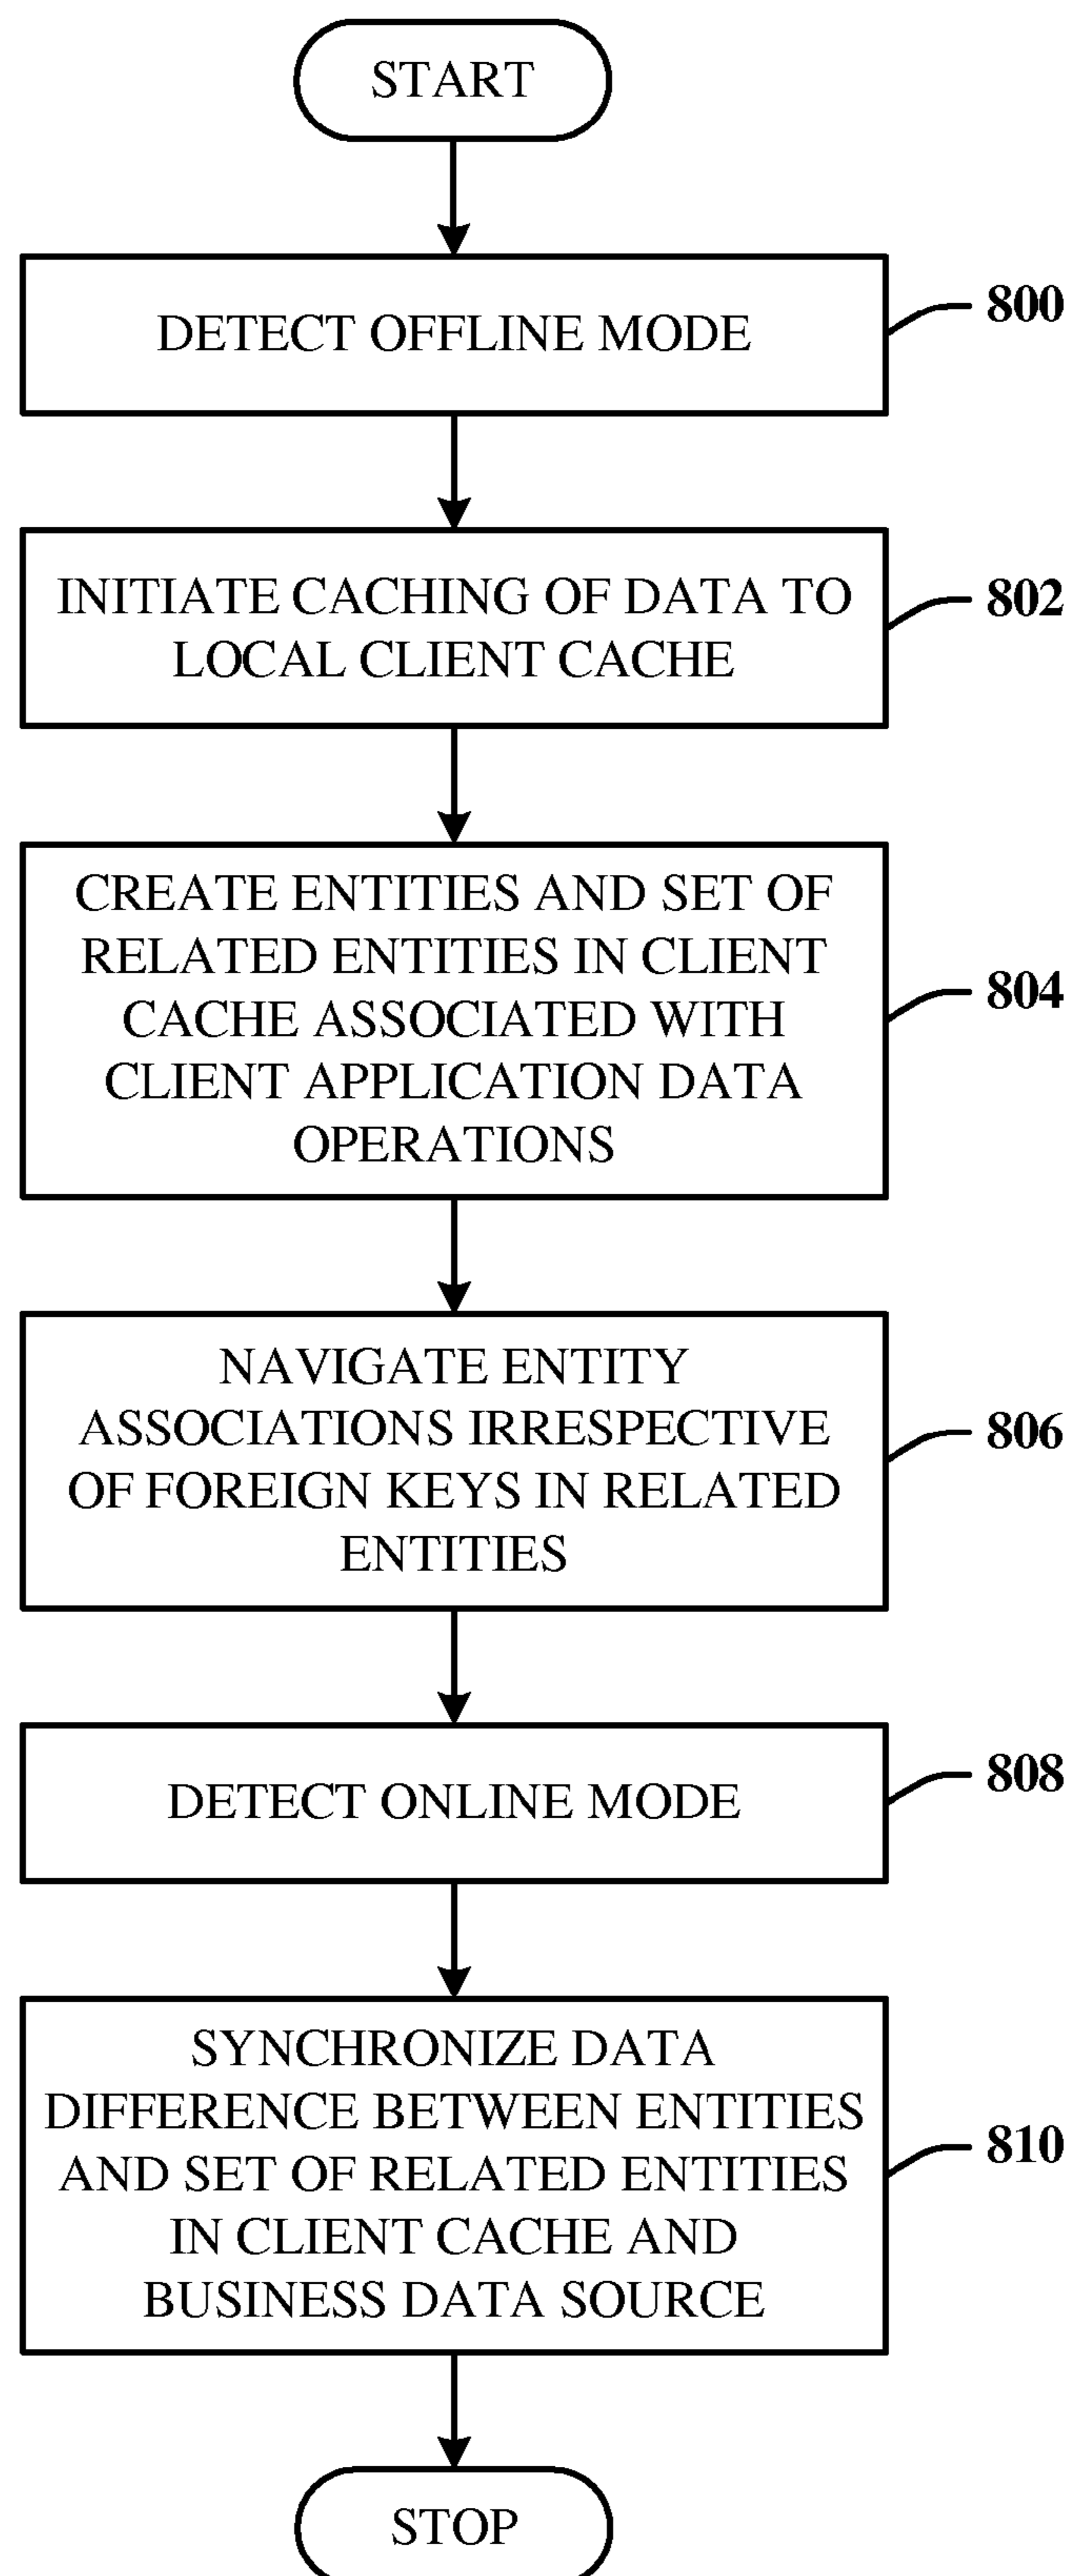 START
DETECT OFFLINE MODE
800
INITIATE CACHING OF DATA TO
LOCAL CLIENT CACHE
802
CREATE ENTITIES AND SET OF
RELATED ENTITIES IN CLIENT
CACHE ASSOCIATED WITH
CLIENT APPLICATION DATA
OPERATIONS
804
NAVIGATE ENTITY
ASSOCIATIONS IRRESPECTIVE
OF FOREIGN KEYS IN RELATED
ENTITIES
806
DETECT ONLINE MODE
808
SYNCHRONIZE DATA
DIFFERENCE BETWEEN ENTITIES
AND SET OF RELATED ENTITIES
IN CLIENT CACHE AND
BUSINESS DATA SOURCE
810
STOP